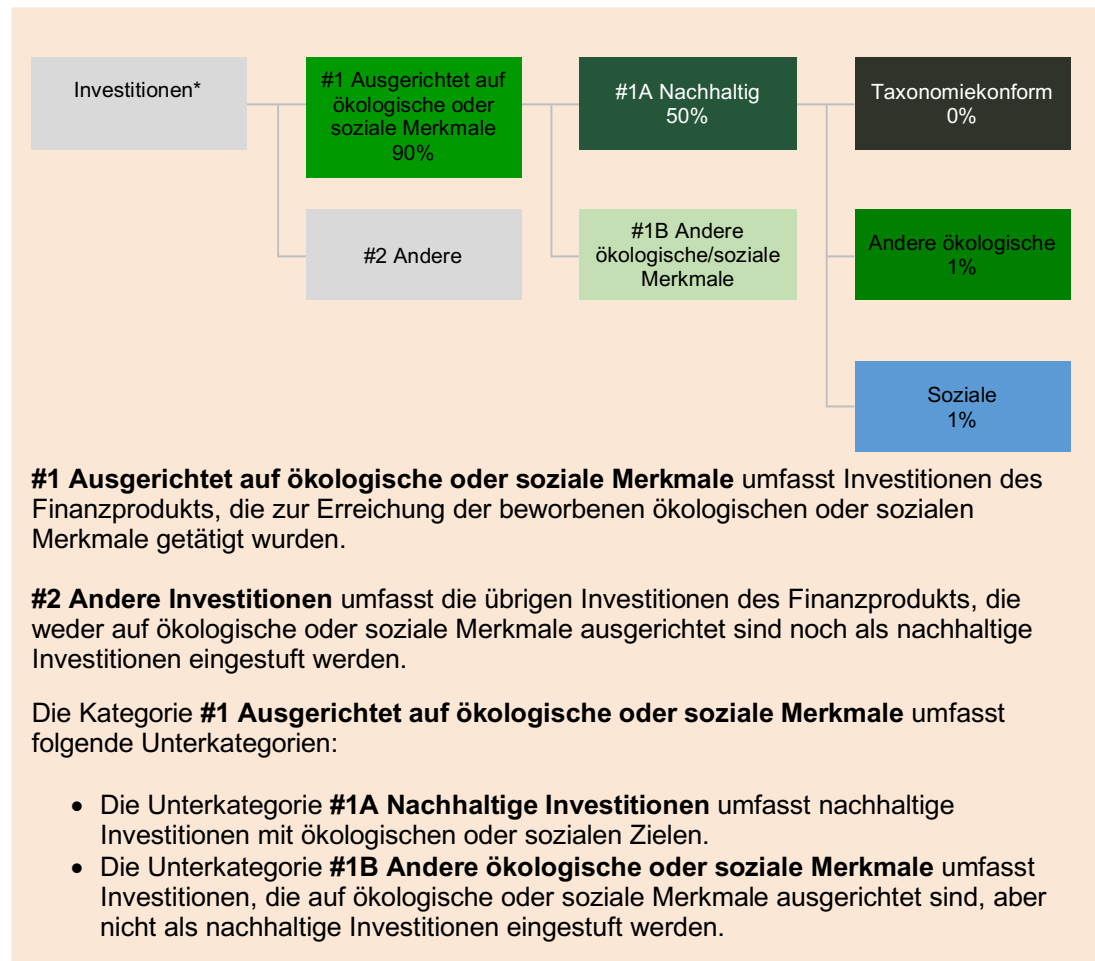 Investitionen*
#1 Ausgerichtet auf
ökologische oder
soziale Merkmale
90%
#1A Nachhaltig
50%
Taxonomiekonform
0%
#2 Andere
#1B Andere
ökologische/soziale
Merkmale
Andere ökologische
1%
Soziale
1%
#1 Ausgerichtet auf ökologische oder soziale Merkmale umfasst Investitionen des
Finanzprodukts, die zur Erreichung der beworbenen ökologischen oder sozialen
Merkmale getätigt wurden.
#2 Andere Investitionen umfasst die übrigen Investitionen des Finanzprodukts, die
weder auf ökologische oder soziale Merkmale ausgerichtet sind noch als nachhaltige
Investitionen eingestuft werden.
Die Kategorie #1 Ausgerichtet auf ökologische oder soziale Merkmale umfasst
folgende Unterkategorien:
• Die Unterkategorie #1A Nachhaltige Investitionen umfasst nachhaltige
Investitionen mit ökologischen oder sozialen Zielen.
• Die Unterkategorie #1B Andere ökologische oder soziale Merkmale umfasst
Investitionen, die auf ökologische oder soziale Merkmale ausgerichtet sind, aber
nicht als nachhaltige Investitionen eingestuft werden.